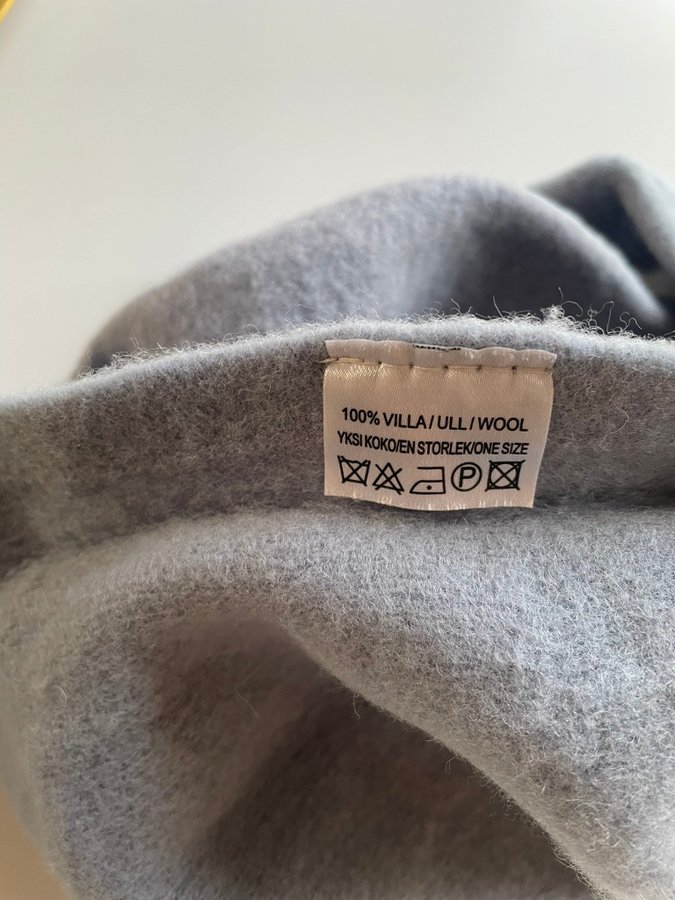 100% VILLA/ULL/WOOL
YKSI KOKO/EN STORLEK/ONE SIZE
P